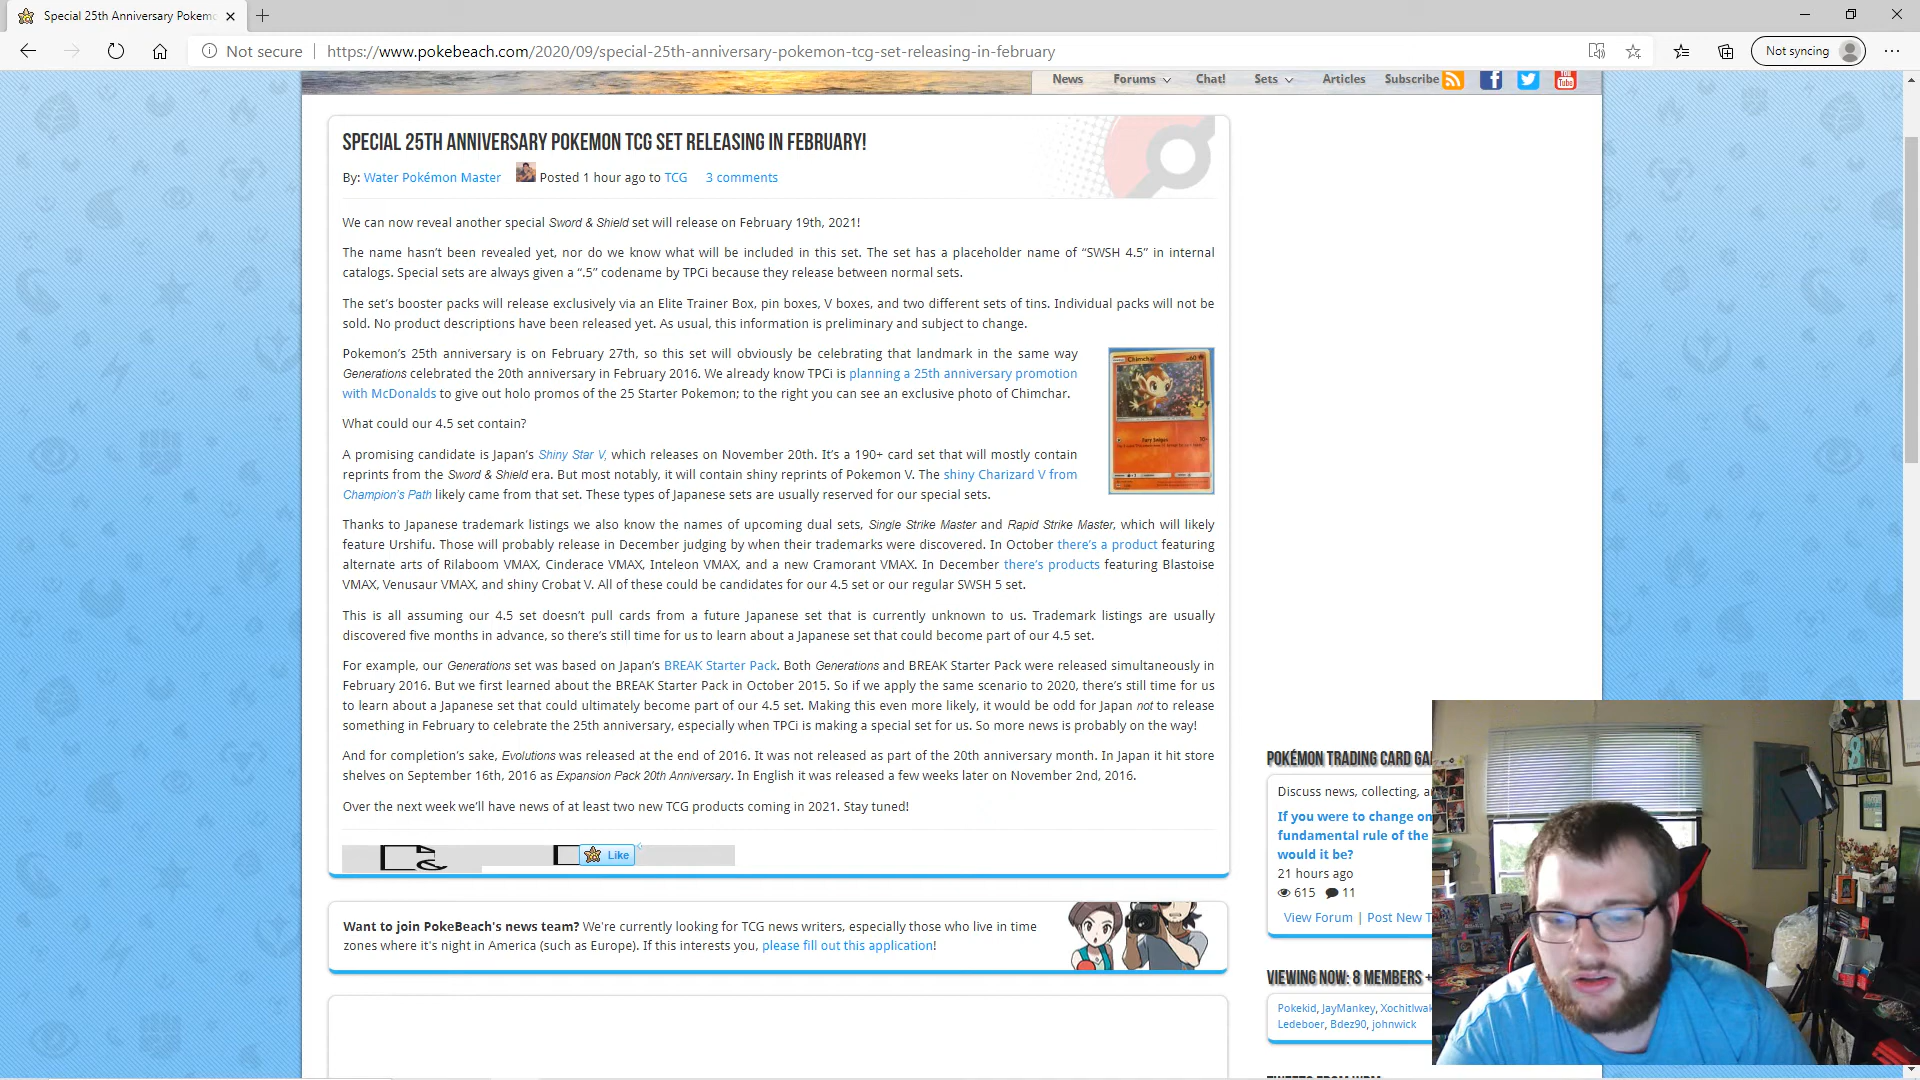 Special 25th Anniversary Pokem
Not secure
https://www.pokebeach.com/2020/09/special-25th-anniversary-pokemon-tcg-set-releasing-in-february
Not syncing
News Forums Chat! Sets Articles Subscribe
SPECIAL 25TH ANNIVERSARY POKEMON TCG SET RELEASING IN FEBRUARY!
By: Water Pokémon Master Posted 1 hour ago to TCG 3 comments
We can now reveal another special Sword & Shield set will release on February 19th, 2021!
The name hasn't been revealed yet, nor do we know what will be included in this set. The set has a placeholder name of “SWSH 4.5” in internal
catalogs. Special sets are always given a “.5” codename by TPCi because they release between normal sets.
The set's booster packs will release exclusively via an Elite Trainer Box, pin boxes, V boxes, and two different sets of tins. Individual packs will not be
sold. No product descriptions have been released yet. As usual, this information is preliminary and subject to change.
Pokemon's 25th anniversary is on February 27th, so this set will obviously be celebrating that landmark in the same way
Generations celebrated the 20th anniversary in February 2016. We already know TPCi is planning a 25th anniversary promotion
with McDonalds to give out holo promos of the 25 Starter Pokemon; to the right you can see an exclusive photo of Chimchar.
Chimchar
What could our 4.5 set contain?
A promising candidate is Japan's Shiny Star V, which releases on November 20th. It's a 190+ card set that will mostly contain
reprints from the Sword & Shield era. But most notably, it will contain shiny reprints of Pokemon V. The shiny Charizard V from
Champion's Path likely came from that set. These types of Japanese sets are usually reserved for our special sets.
Thanks to Japanese trademark listings we also know the names of upcoming dual sets, Single Strike Master and Rapid Strike Master, which will likely
feature Urshifu. Those will probably release in December judging by when their trademarks were discovered. In October there's a product featuring
alternate arts of Rilaboom VMAX, Cinderace VMAX, Inteleon VMAX, and a new Cramorant VMAX. In December there's products featuring Blastoise
VMAX, Venusaur VMAX, and shiny Crobat V. All of these could be candidates for our 4.5 set or our regular SWSH 5 set.
This is all assuming our 4.5 set doesn't pull cards from a future Japanese set that is currently unknown to us. Trademark listings are usually
discovered five months in advance, so there's still time for us to learn about a Japanese set that could become part of our 4.5 set.
For example, our Generations set was based on Japan's BREAK Starter Pack. Both Generations and BREAK Starter Pack were released simultaneously in
February 2016. But we first learned about the BREAK Starter Pack in October 2015. So if we apply the same scenario to 2020, there's still time for us
to learn about a Japanese set that could ultimately become part of our 4.5 set. Making this even more likely, it would be odd for Japan not to release
something in February to celebrate the 25th anniversary, especially when TPCi is making a special set for us. So more news is probably on the way!
And for completion's sake, Evolutions was released at the end of 2016. It was not released as part of the 20th anniversary month. In Japan it hit store
shelves on September 16th, 2016 as Expansion Pack 20th Anniversary. In English it was released a few weeks later on November 2nd, 2016.
Over the next week we'll have news of at least two new TCG products coming in 2021. Stay tuned!
Like
Want to join PokeBeach's news team? We're currently looking for TCG news writers, especially those who live in time
zones where it's night in America (such as Europe). If this interests you, please fill out this application!
POKÉMON TRADING CARD GA
Discuss news, collecting, a
If you were to change on
fundamental rule of the
would it be?
21 hours ago
615 11
View Forum | Post New T
VIEWING NOW: 8 MEMBERS +
Pokekid, JayMankey, Xochitlwa
Ledeboer, Bdez90, johnwick